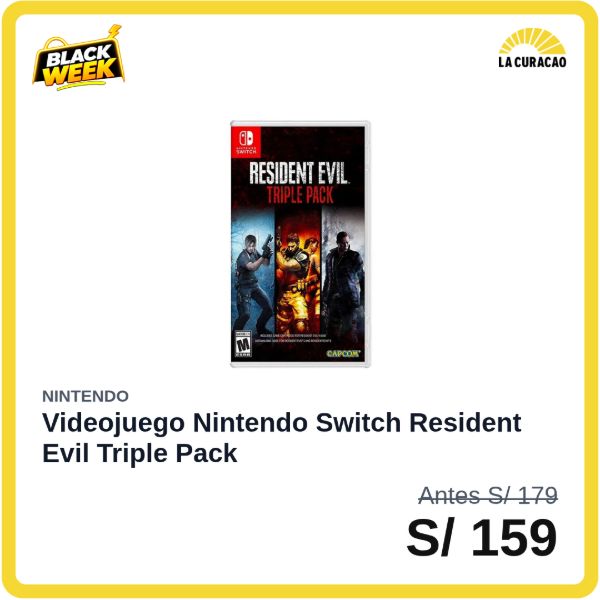 BLACK
WEEK
LA CURACAO
NINTENDO
SWITCH
RESIDENT EVIL
TRIPLE PACK
M
CAPCOM
NINTENDO
Videojuego Nintendo Switch Resident
Evil Triple Pack
Antes S/ 179
S/ 159